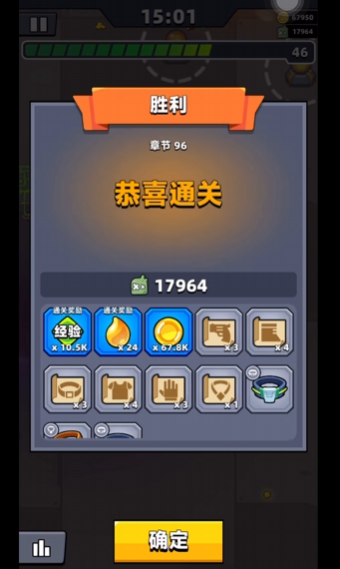 15:01
67950
17964
46
胜利
章节 96
恭喜通关
17964
通关奖励
经验
x 10.5K
通关奖励
x 24
x 67.8K
x 3
x 4
x 3
x 4
x 3
x 1
确定